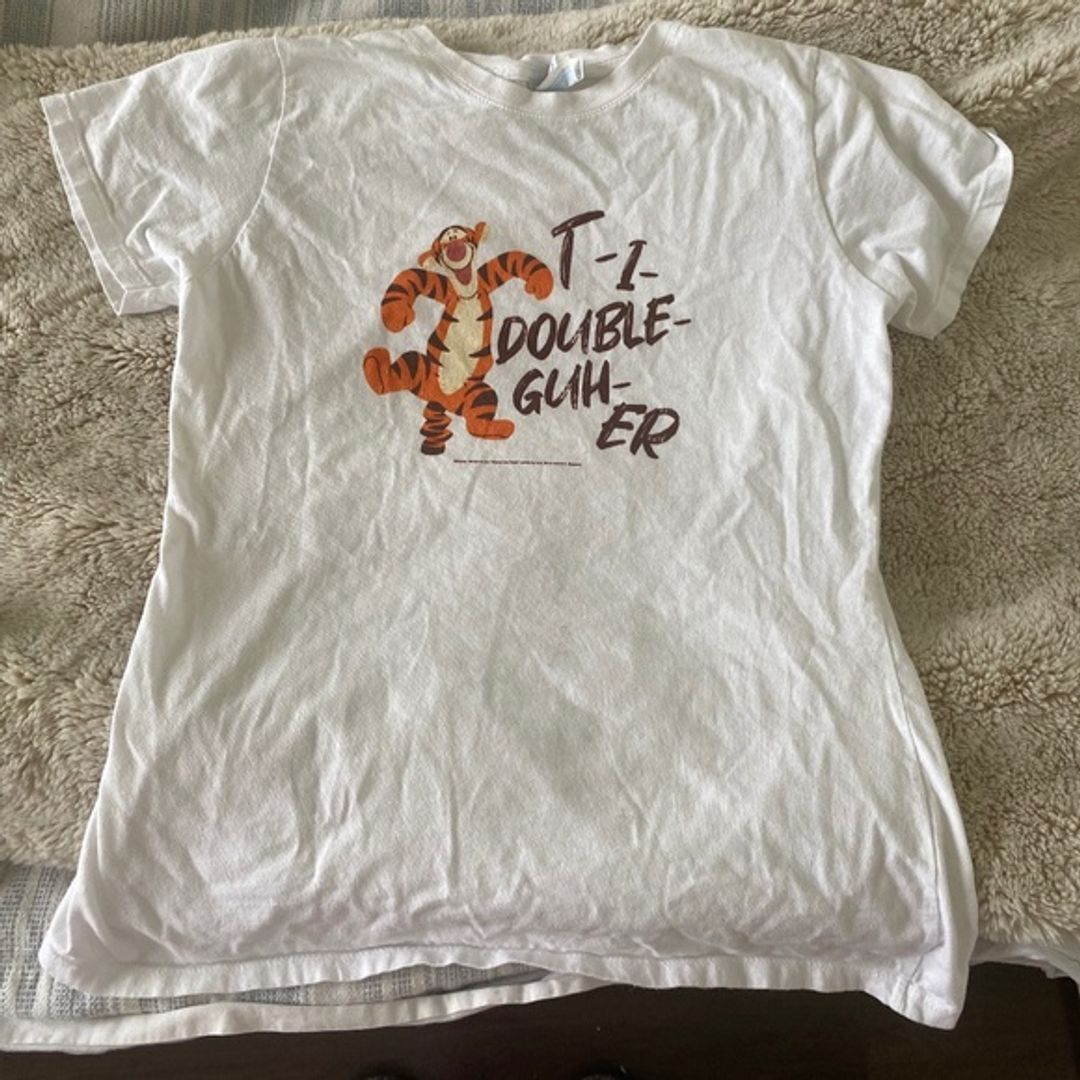 T-I-
DOUBLE-
GUH-
ER